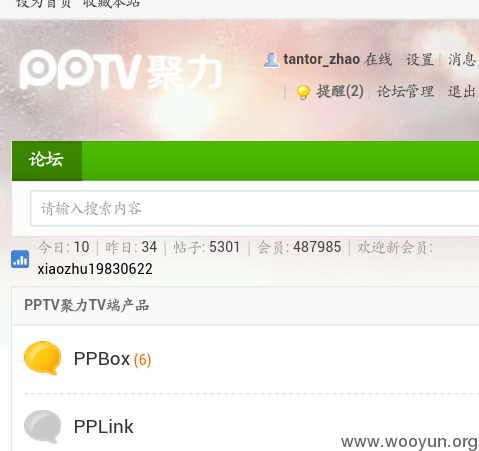 设为首页 收藏本站
PPTV聚力
tantor_zhao 在线 设置 | 消息
| 提醒(2) | 论坛管理 退出
论坛
请输入搜索内容
今日: 10 | 昨日: 34 | 帖子: 5301 | 会员: 487985 | 欢迎新会员:
xiaozhu19830622
PPTV聚力TV端产品
PPBox (6)
PPLink
www.wooyun.org